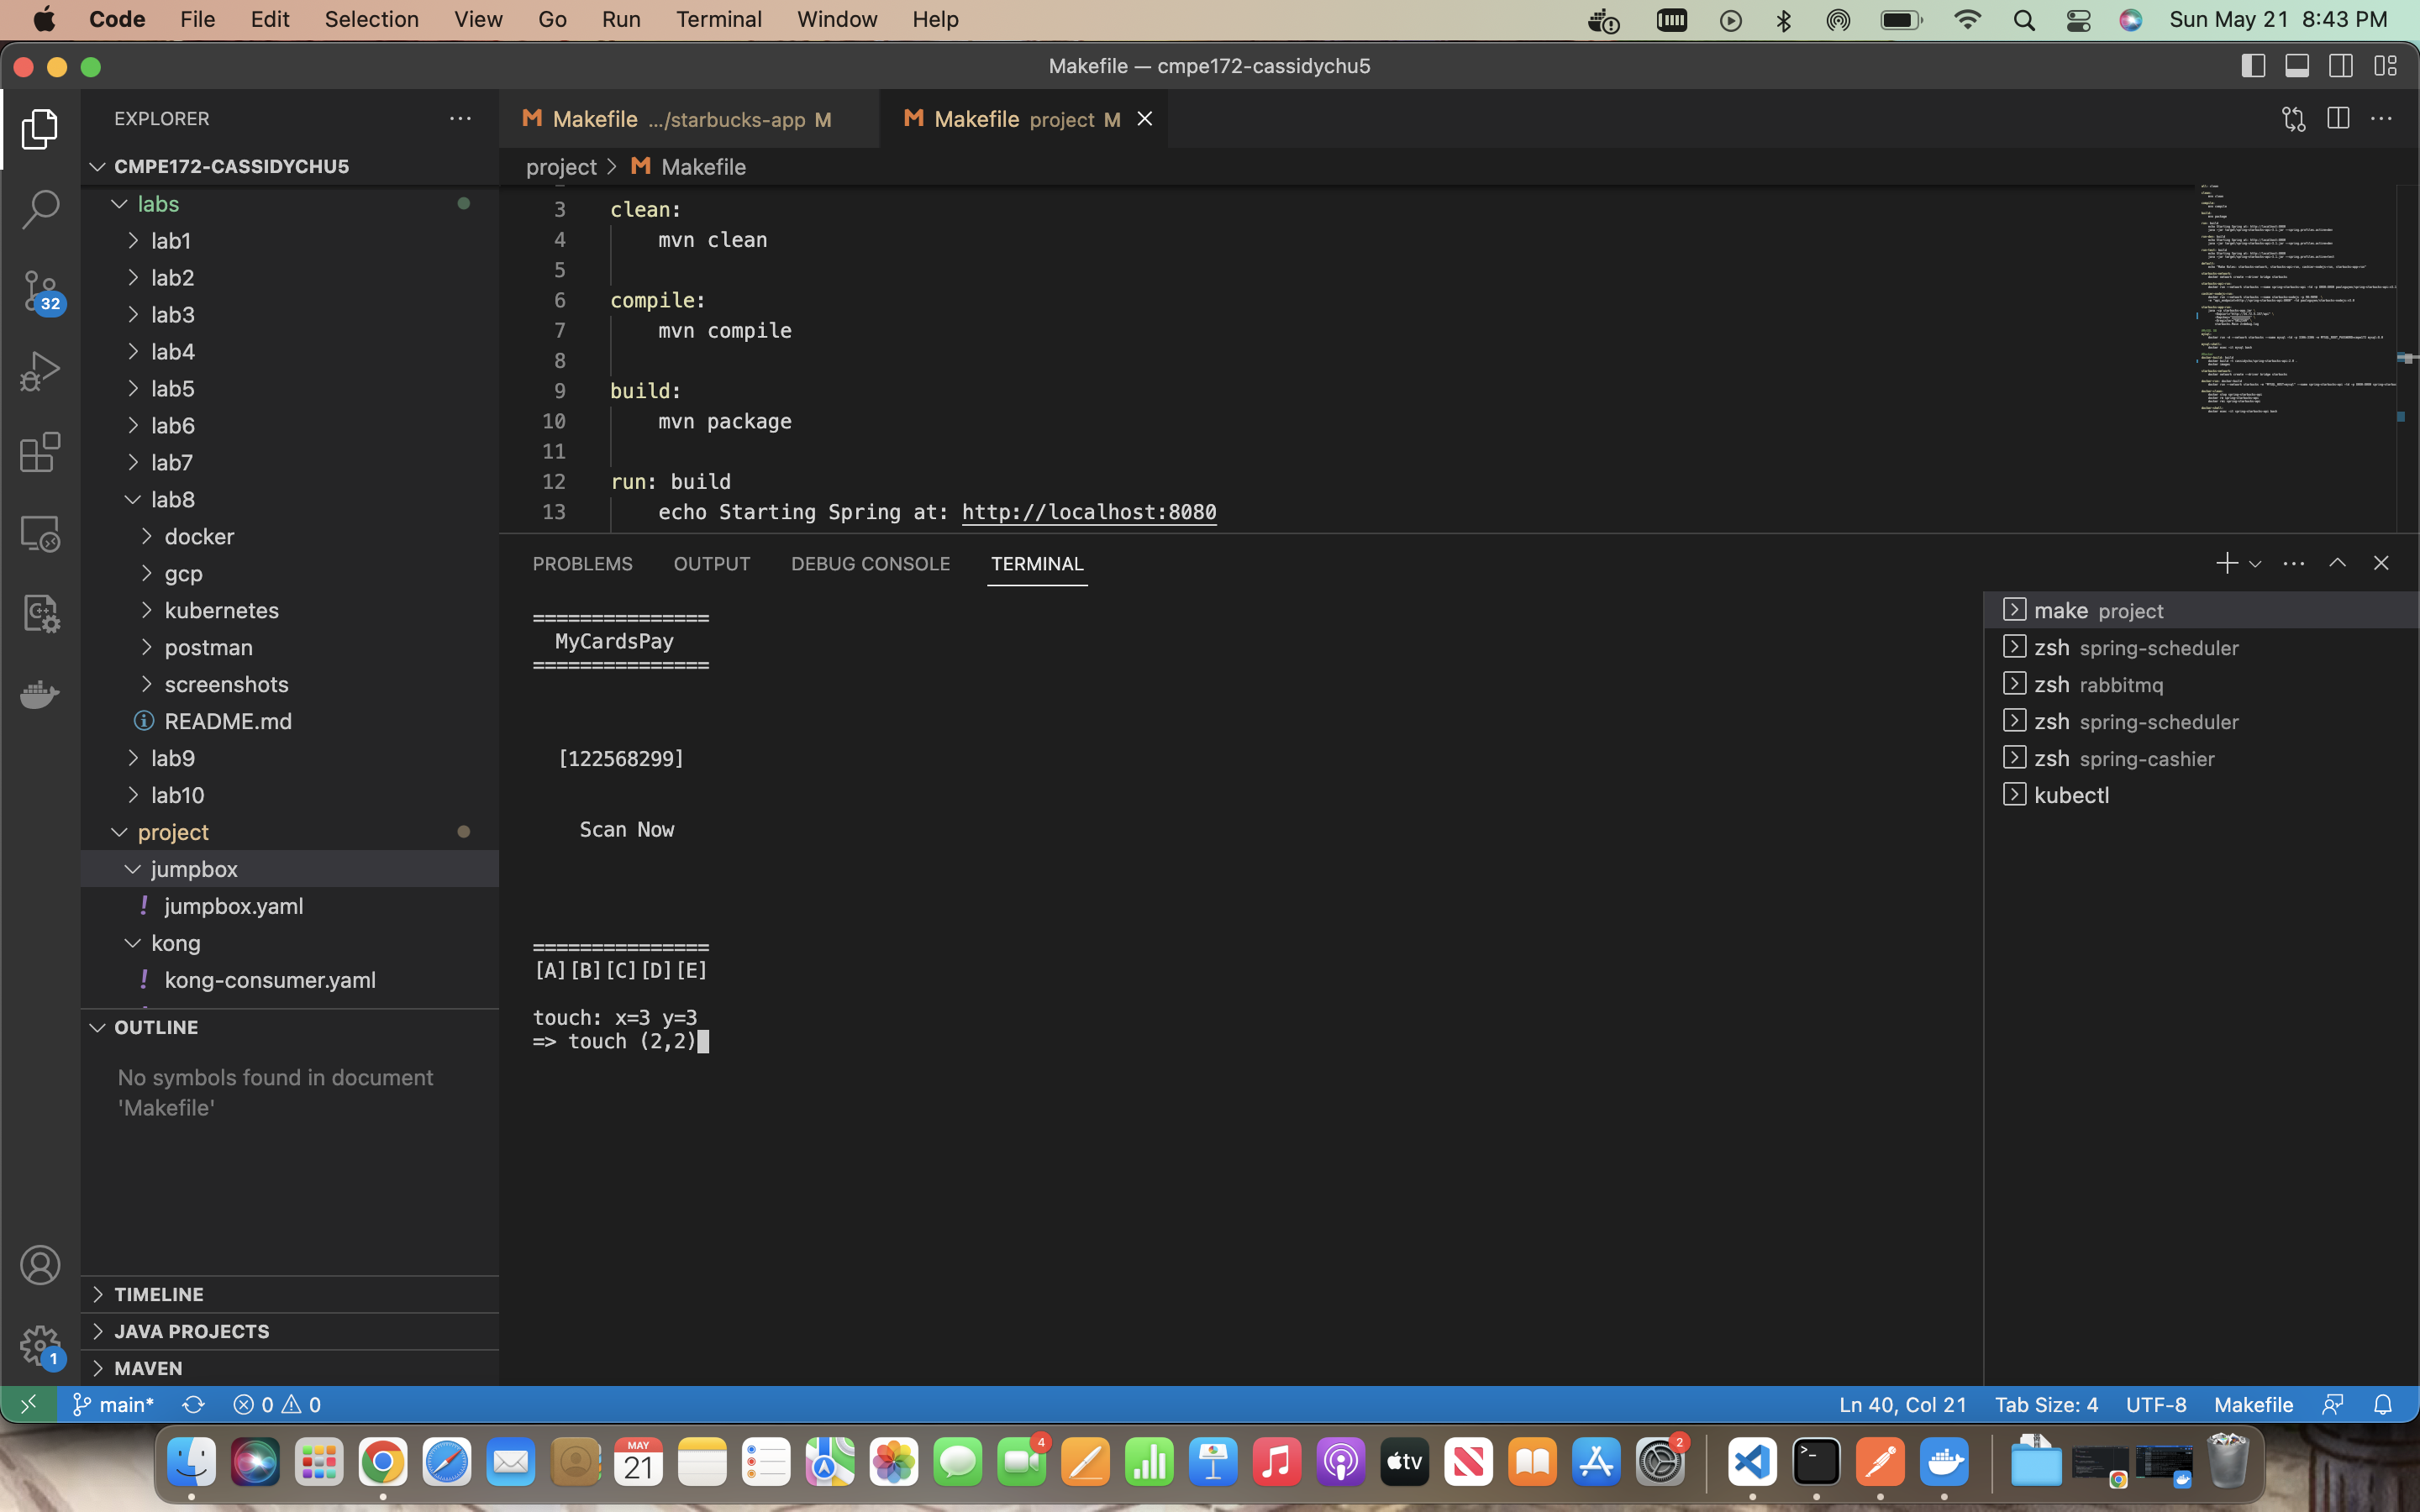 Code File Edit Selection View Go Run Terminal Window Help Sun May 21 8:43 PM
Makefile — cmpe172-cassidychu5
EXPLORER
CMPE172-CASSIDYCHU5
labs
lab1
lab2
lab3
lab4
lab5
lab6
lab7
lab8
docker
gcp
kubernetes
postman
screenshots
README.md
lab9
lab10
project
jumpbox
jumpbox.yaml
kong
kong-consumer.yaml
OUTLINE
No symbols found in document
'Makefile'
TIMELINE
JAVA PROJECTS
MAVEN
32
1
Makefile .../starbucks-app M
Makefile project M
project > Makefile
3 clean:
4 mvn clean
5
6 compile:
7 mvn compile
8
9 build:
10 mvn package
11
12 run: build
13 echo Starting Spring at: http://localhost:8080
PROBLEMS OUTPUT DEBUG CONSOLE TERMINAL
===============
MyCardsPay
===============
[122568299]
Scan Now
===============
[A][B][C][D][E]
touch: x=3 y=3
=> touch (2,2)
make project
zsh spring-scheduler
zsh rabbitmq
zsh spring-scheduler
zsh spring-cashier
kubectl
main* 0 0 Ln 40, Col 21 Tab Size: 4 UTF-8 Makefile
MAY
21
4
tv
2